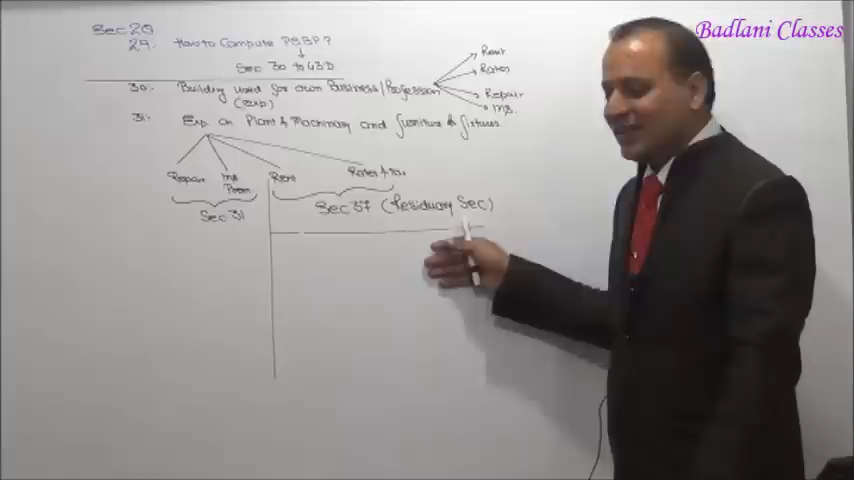 Badlani Classes
Sec 28
29. How to Compute PGBP?
Sec 30 to 43D
30. Building used for own Business/Profession
(Exp)
Rent
Rates
Repair
Ins.
31. Exp on Plant & Machinery and furniture & fixtures.
Repair Ins Prem Rent Rates &
Sec 31 Sec 37 (Residuary Sec)